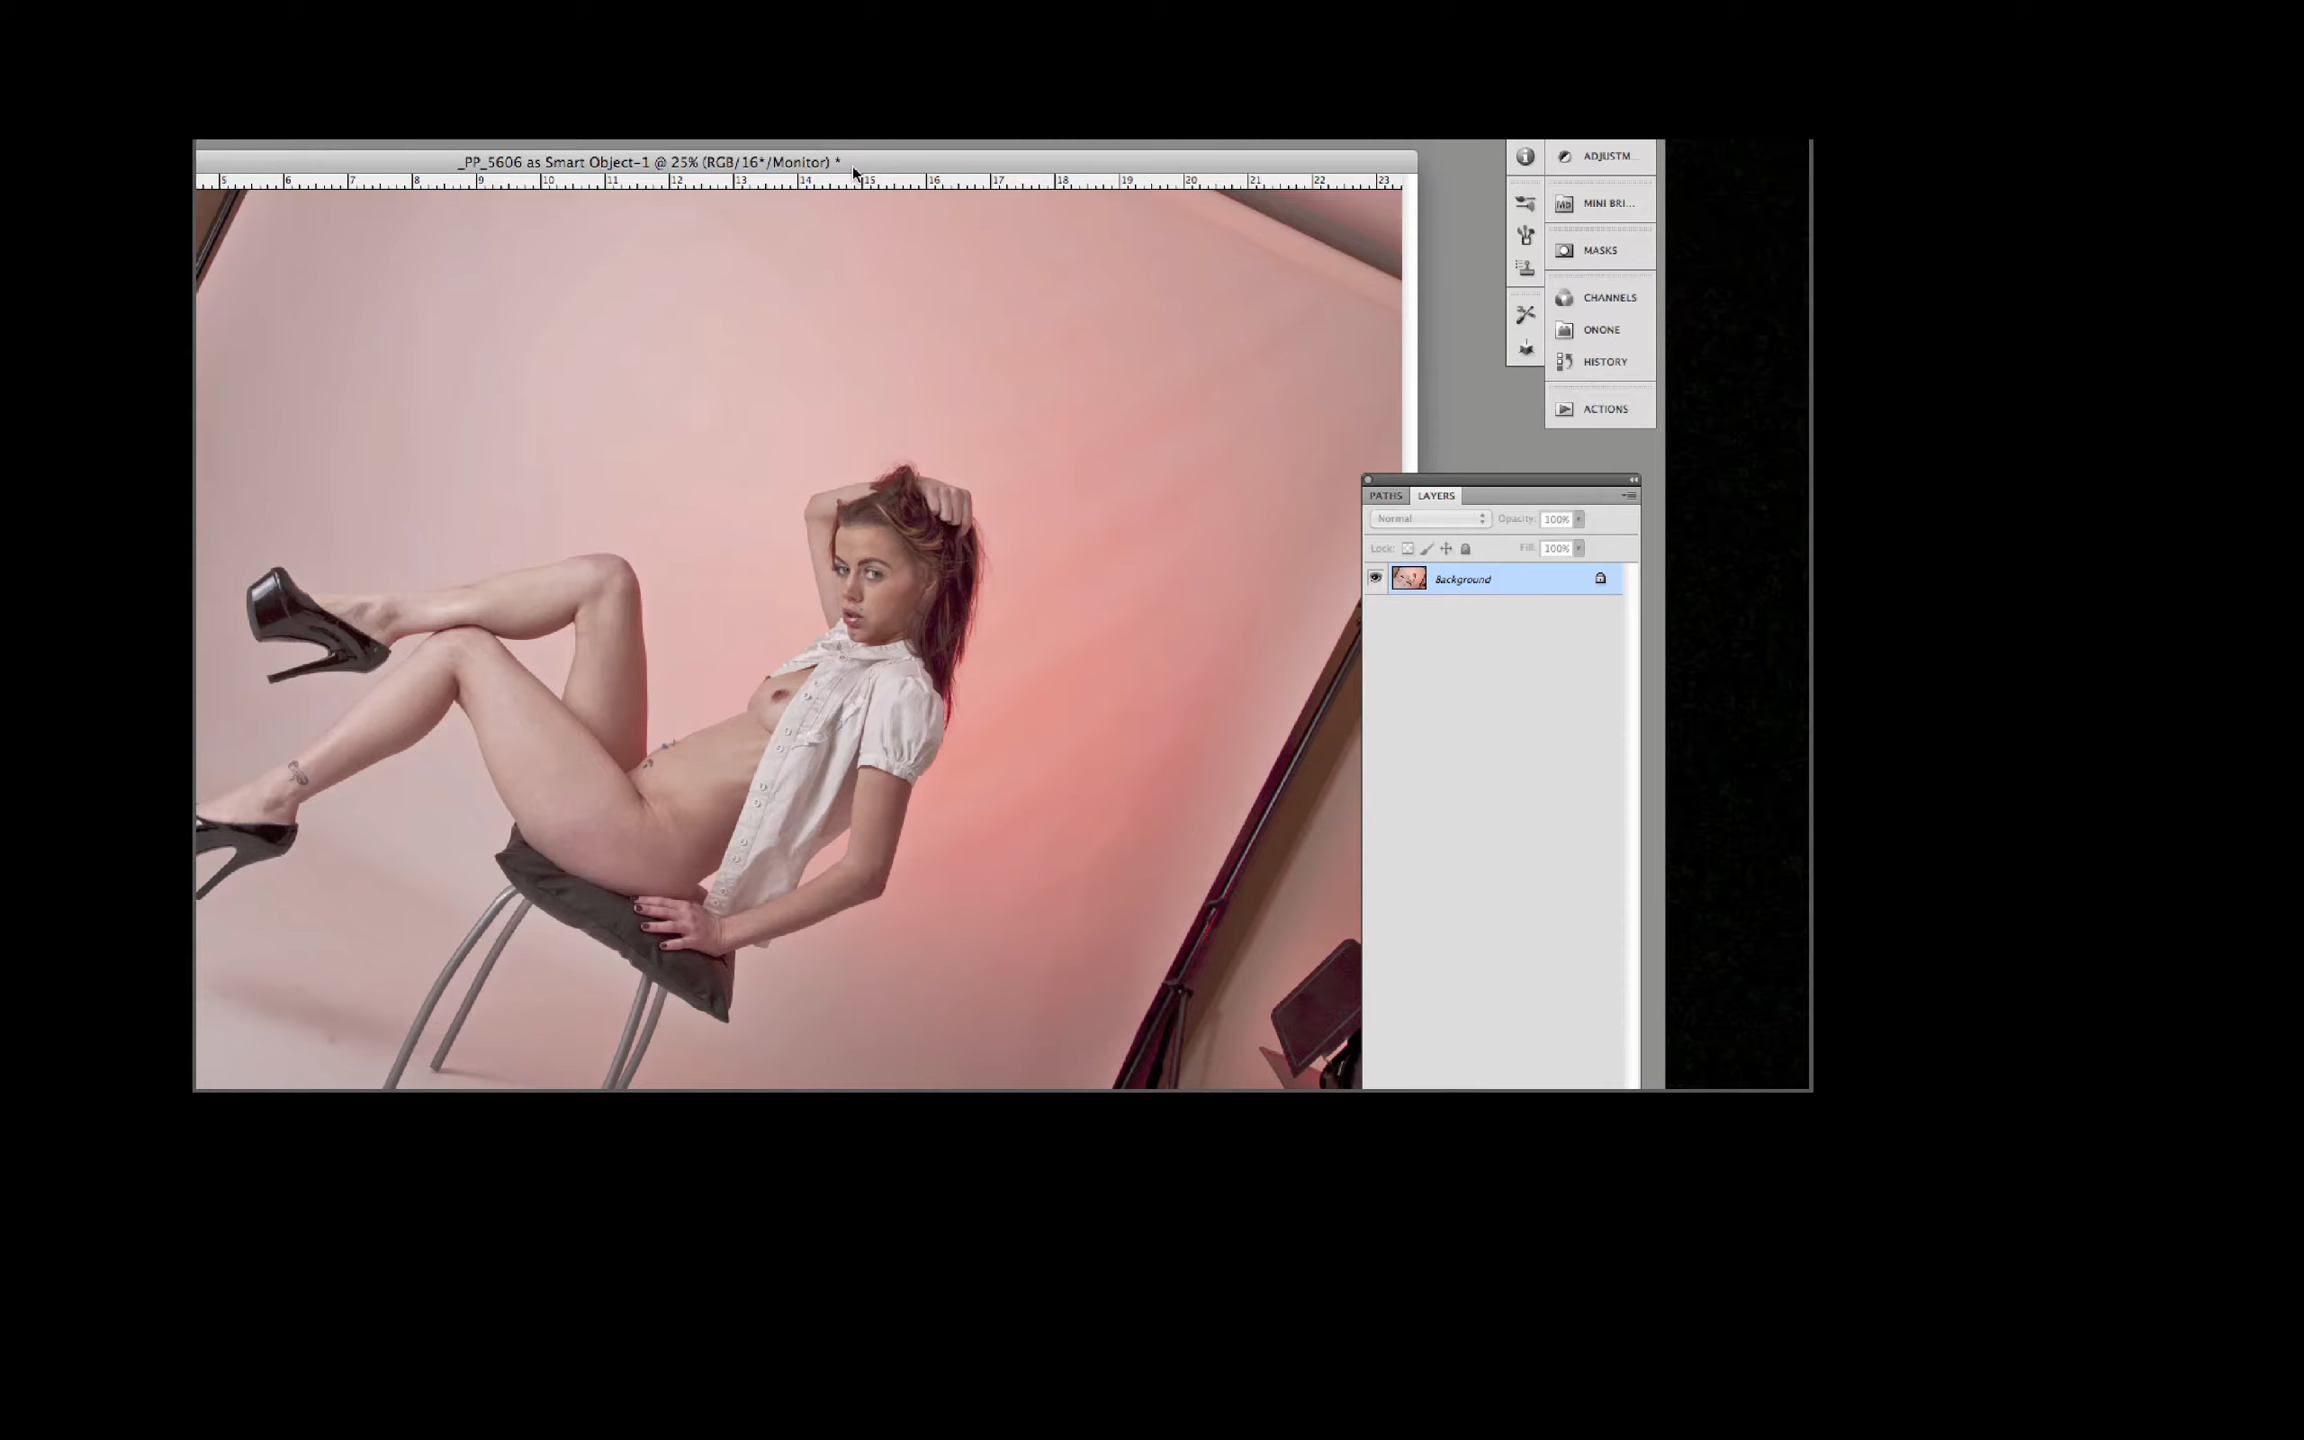 _PP_5606 as Smart Object-1 @ 25% (RGB/16*/Monitor) *
5 6 7 8 9 10 11 12 13 14 15 16 17 18 19 20 21 22 23
ADJUSTM...
Mb MINI BRI...
MASKS
CHANNELS
ONONE
HISTORY
ACTIONS
PATHS LAYERS
Normal Opacity: 100%
Lock: Fill: 100%
Background